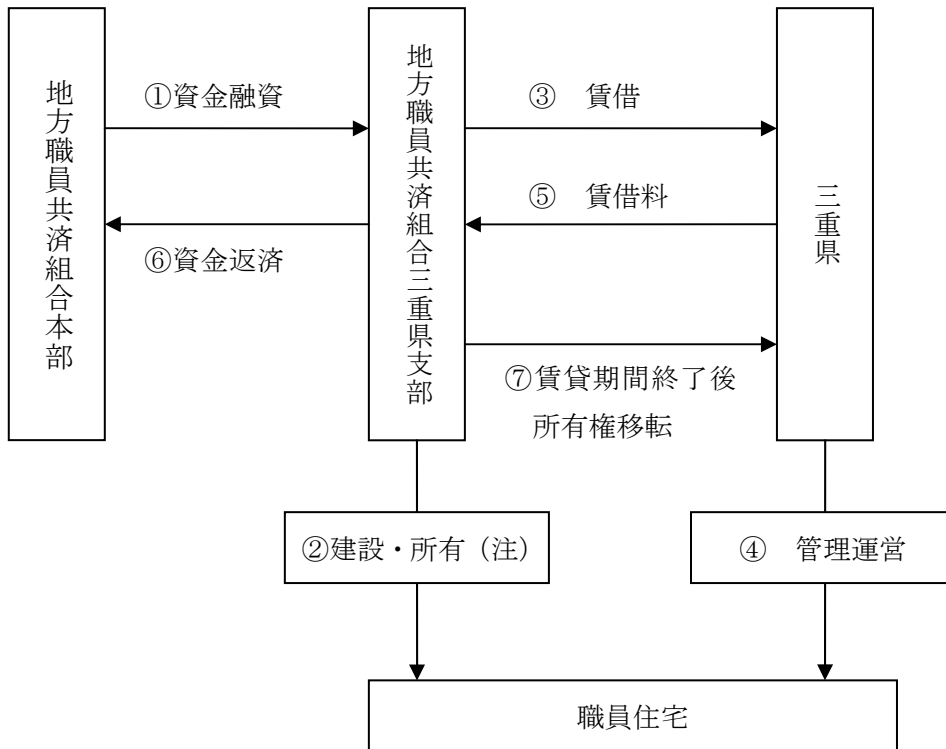 地方職員共済組合本部
①資金融資
⑥資金返済
地方職員共済組合三重県支部
③　賃借
⑤　賃借料
⑦賃貸期間終了後
所有権移転
三重県
②建設・所有（注）
④　管理運営
職員住宅